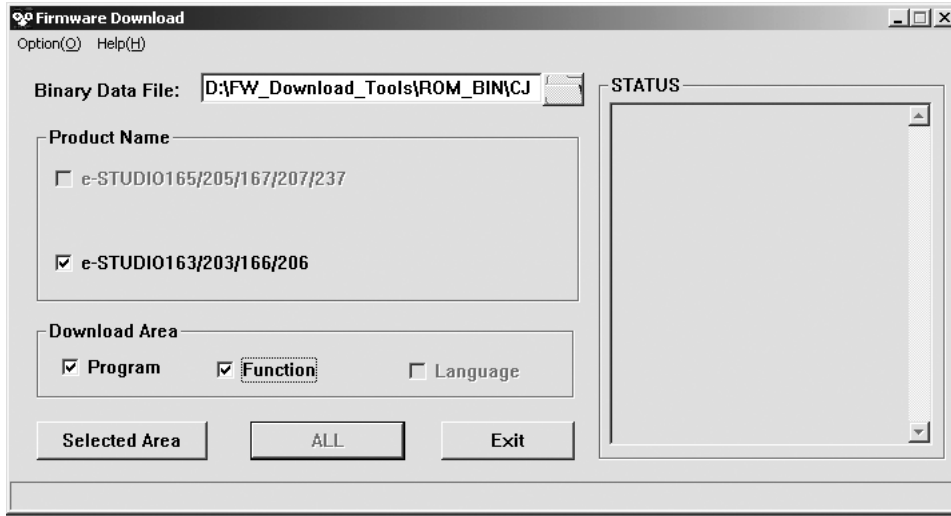 Firmware Download
Option(O) Help(H)
Binary Data File: D:\FW_Download_Tools\ROM_BIN\CJ
STATUS
Product Name
e-STUDIO165/205/167/207/237
e-STUDIO163/203/166/206
Download Area
Program Function Language
Selected Area ALL Exit